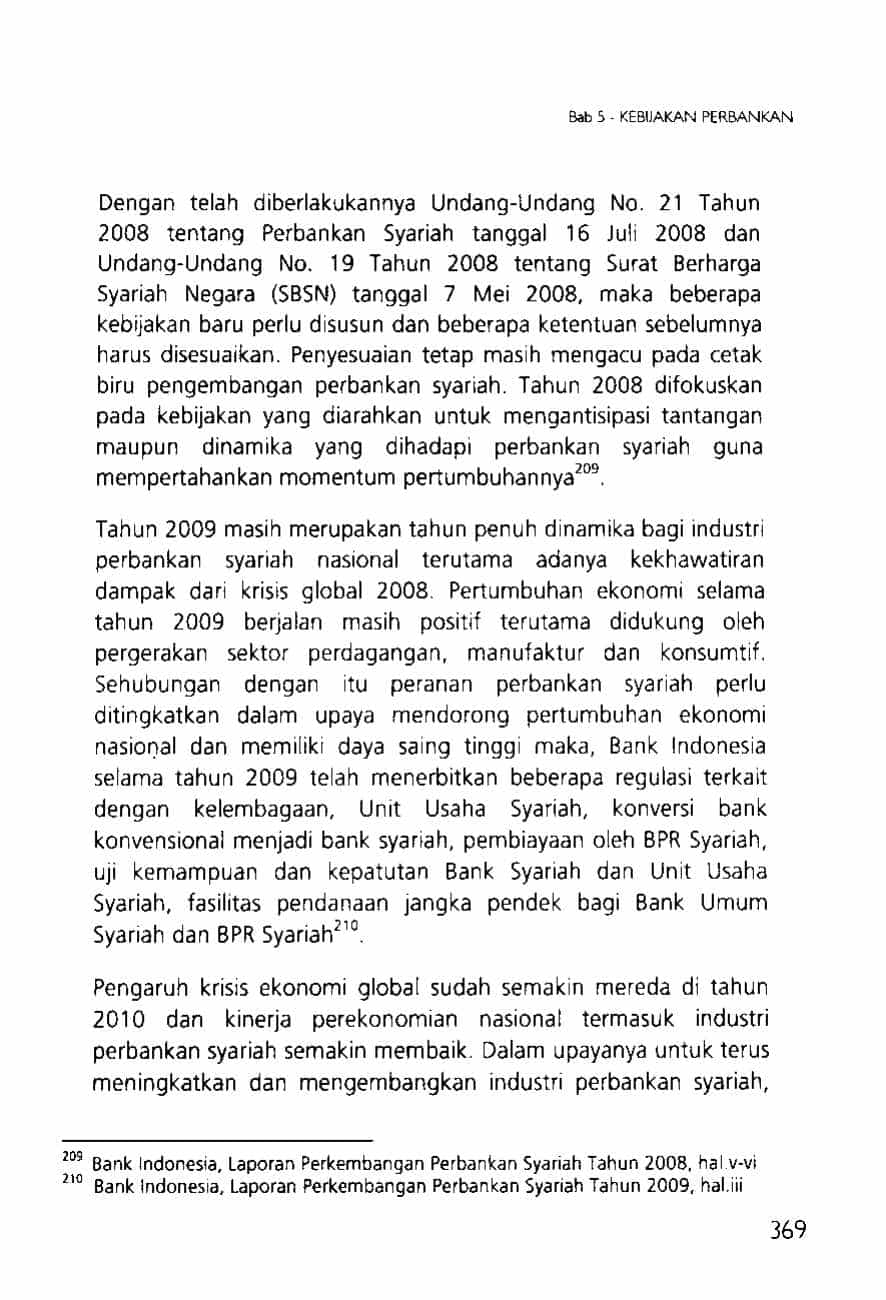 Bab 5 - KEBIJAKAN PERBANKAN
Dengan telah diberlakukannya Undang-Undang No. 21 Tahun
2008 tentang Perbankan Syariah tanggal 16 Juli 2008 dan
Undang-Undang No. 19 Tahun 2008 tentang Surat Berharga
Syariah Negara (SBSN) tanggal 7 Mei 2008, maka beberapa
kebijakan baru perlu disusun dan beberapa ketentuan sebelumnya
harus disesuaikan. Penyesuaian tetap masih mengacu pada cetak
biru pengembangan perbankan syariah. Tahun 2008 difokuskan
pada kebijakan yang diarahkan untuk mengantisipasi tantangan
maupun dinamika yang dihadapi perbankan syariah guna
mempertahankan momentum pertumbuhannya209.
Tahun 2009 masih merupakan tahun penuh dinamika bagi industri
perbankan syariah nasional terutama adanya kekhawatiran
dampak dari krisis global 2008. Pertumbuhan ekonomi selama
tahun 2009 berjalan masih positif terutama didukung oleh
pergerakan sektor perdagangan, manufaktur dan konsumtif.
Sehubungan dengan itu peranan perbankan syariah perlu
ditingkatkan dalam upaya mendorong pertumbuhan ekonomi
nasional dan memiliki daya saing tinggi maka, Bank Indonesia
selama tahun 2009 telah menerbitkan beberapa regulasi terkait
dengan kelembagaan, Unit Usaha Syariah, konversi bank
konvensional menjadi bank syariah, pembiayaan oleh BPR Syariah,
uji kemampuan dan kepatutan Bank Syariah dan Unit Usaha
Syariah, fasilitas pendanaan jangka pendek bagi Bank Umum
Syariah dan BPR Syariah210.
Pengaruh krisis ekonomi global sudah semakin mereda di tahun
2010 dan kinerja perekonomian nasional termasuk industri
perbankan syariah semakin membaik. Dalam upayanya untuk terus
meningkatkan dan mengembangkan industri perbankan syariah,
209 Bank Indonesia, Laporan Perkembangan Perbankan Syariah Tahun 2008, hal.v-vi
210 Bank Indonesia, Laporan Perkembangan Perbankan Syariah Tahun 2009, hal.iii
369